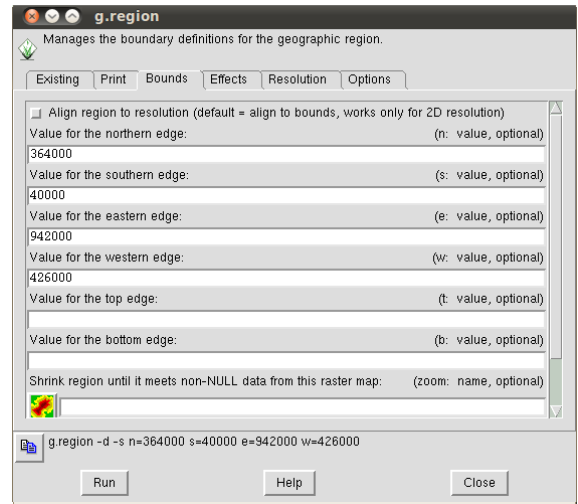 g.region
Manages the boundary definitions for the geographic region.
Existing Print Bounds Effects Resolution Options
Align region to resolution (default = align to bounds, works only for 2D resolution)
Value for the northern edge: (n: value, optional)
364000
Value for the southern edge: (s: value, optional)
40000
Value for the eastern edge: (e: value, optional)
942000
Value for the western edge: (w: value, optional)
426000
Value for the top edge: (t: value, optional)
Value for the bottom edge: (b: value, optional)
Shrink region until it meets non-NULL data from this raster map: (zoom: name, optional)
g.region -d -s n=364000 s=40000 e=942000 w=426000
Run Help Close